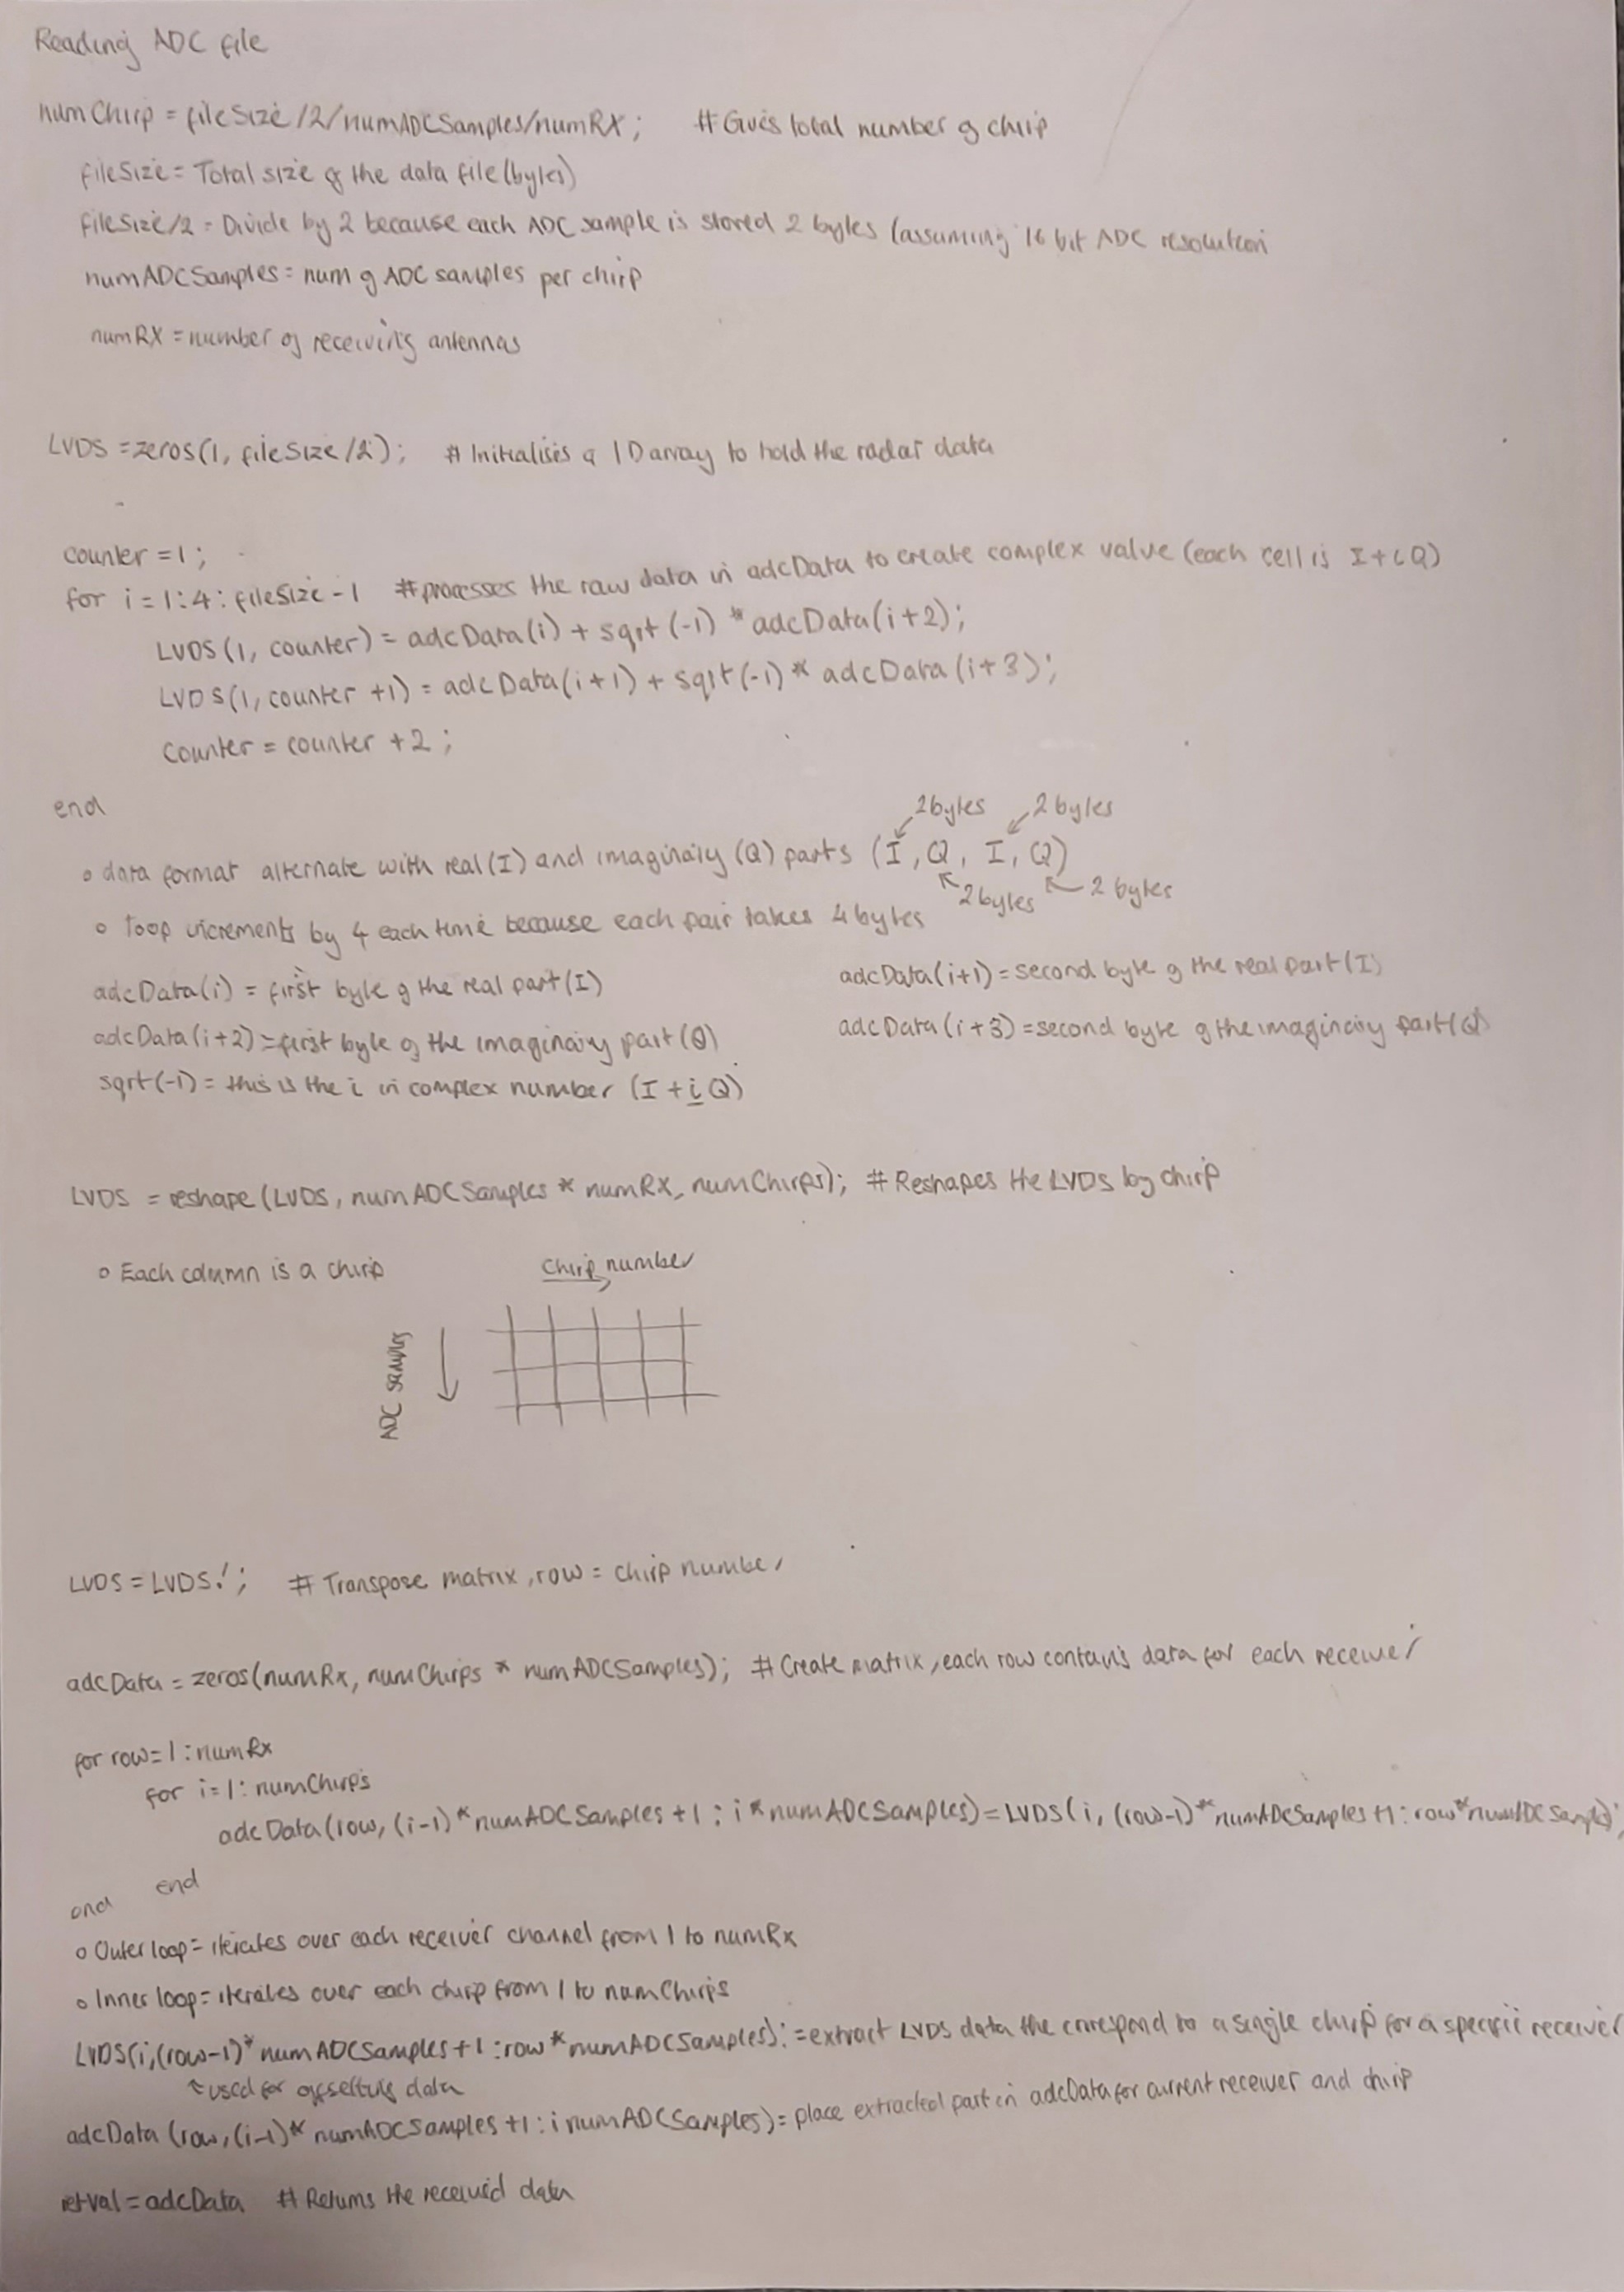 Reading ADC file
numChirp = fileSize/2/numADCSamples/numRX; # Gives total number of chirp
fileSize = Total size of the data file (bytes)
fileSize/2 = Divide by 2 because each ADC sample is stored 2 bytes (assuming 16 bit ADC resolution
numADCSamples = num of ADC samples per chirp
numRX = number of receiving antennas
LVDS = zeros(1, fileSize/2); # Initialises a 1D array to hold the radar data
counter = 1;
for i = 1:4:fileSize-1 # processes the raw data in adcData to create complex value (each cell is I+iQ)
LVDS(1, counter) = adcData(i) + sqrt(-1) * adcData(i+2);
LVDS(1, counter +1) = adcData(i+1) + sqrt(-1) * adcData(i+3);
counter = counter +2;
end
2bytes 2 bytes
o data format alternate with real (I) and imaginary (Q) parts (I, Q, I, Q)
2bytes 2 bytes
o loop increments by 4 each time because each pair takes 4 bytes
adcData(i) = first byte of the real part (I) adcData(i+1) = second byte of the real part (I)
adcData(i+2) = first byte of the imaginary part (Q) adcData(i+3) = second byte of the imaginary part (Q)
sqrt(-1) = this is the i in complex number (I + iQ)
LVDS = reshape(LVDS, numADCSamples * numRX, numChirps); # Reshapes the LVDS by chirp
o Each column is a chirp
Chirp number
ADC samples
LVDS = LVDS.'; # Transpose matrix, row = chirp number
adcData = zeros(numRx, numChirps * numADCSamples); # Create matrix, each row contains data for each receiver
for row=1:numRx
for i=1:numChirps
adcData(row, (i-1)*numADCSamples+1 : i*numADCSamples) = LVDS(i, (row-1)*numADCSamples+1 : row*numADCSamples);
end
end
o Outer loop = iterates over each receiver channel from 1 to numRx
o Inner loop = iterates over each chirp from 1 to numChirps
LVDS(i,(row-1)*numADCSamples+1 :row*numADCSamples); = extract LVDS data the correspond to a single chirp for a specific receiver
used for offsetting data
adcData (row,(i-1)* numADCSamples +1 : i numADCSamples) = place extracted part in adcData for current receiver and chirp
retval = adcData # Returns the received data